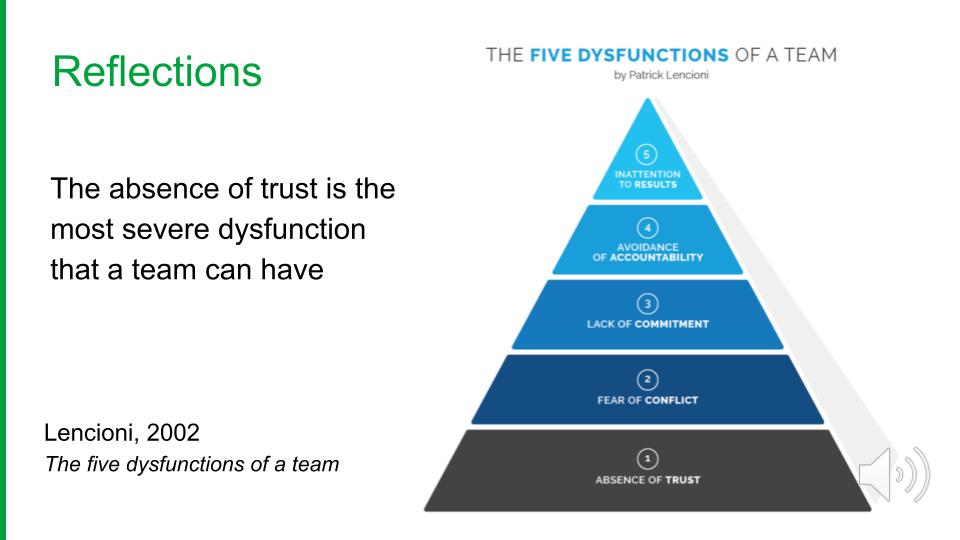 Reflections
The absence of trust is the
most severe dysfunction
that a team can have
Lencioni, 2002
The five dysfunctions of a team
THE FIVE DYSFUNCTIONS OF A TEAM
by Patrick Lencioni
5
INATTENTION
TO RESULTS
4
AVOIDANCE
OF ACCOUNTABILITY
3
LACK OF COMMITMENT
2
FEAR OF CONFLICT
1
ABSENCE OF TRUST